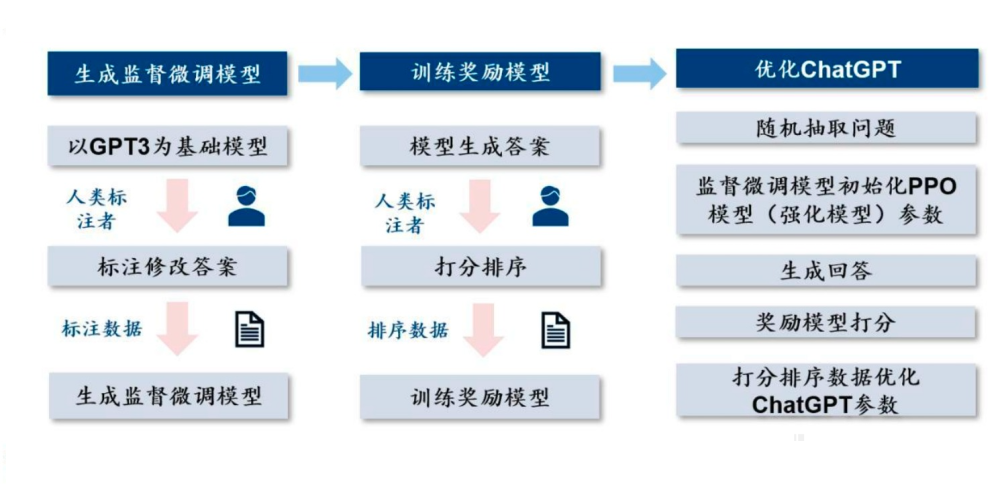 生成监督微调模型
以GPT3为基础模型
人类标
注者
标注修改答案
标注数据
生成监督微调模型
训练奖励模型
模型生成答案
人类标
注者
打分排序
排序数据
训练奖励模型
优化ChatGPT
随机抽取问题
监督微调模型初始化PPO
模型（强化模型）参数
生成回答
奖励模型打分
打分排序数据优化
ChatGPT参数